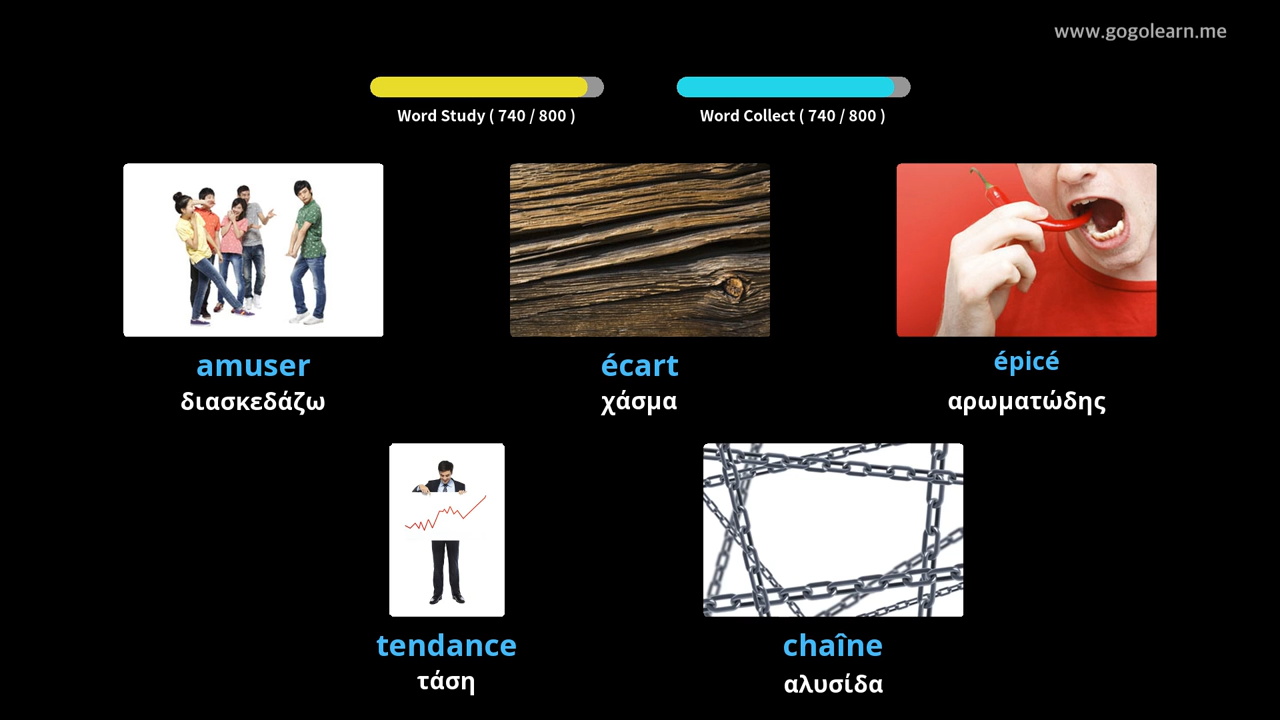 www.gogolearn.me
Word Study ( 740 / 800 )
Word Collect ( 740 / 800 )
amuser
διασκεδάζω
écart
χάσμα
épicé
αρωματώδης
tendance
τάση
chaîne
αλυσίδα